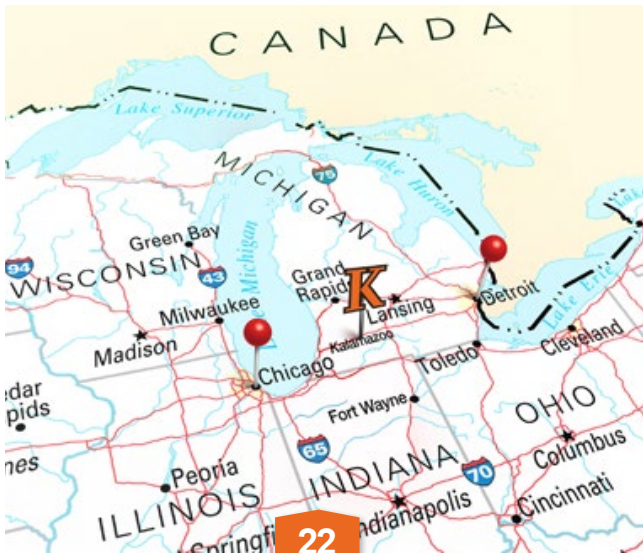 CANADA
Lake Superior
MICHIGAN
Lake Huron
75
Green Bay
94
WISCONSIN
43
Lake Michigan
Grand
Rapids
K
Lansing
Detroit
Lake Erie
Milwaukee
Madison
Kalamazoo
Toledo
Cleveland
Chicago
Fort Wayne
OHIO
65
70
Columbus
Peoria
INDIANA
ILLINOIS
Indianapolis
Cincinnati
22